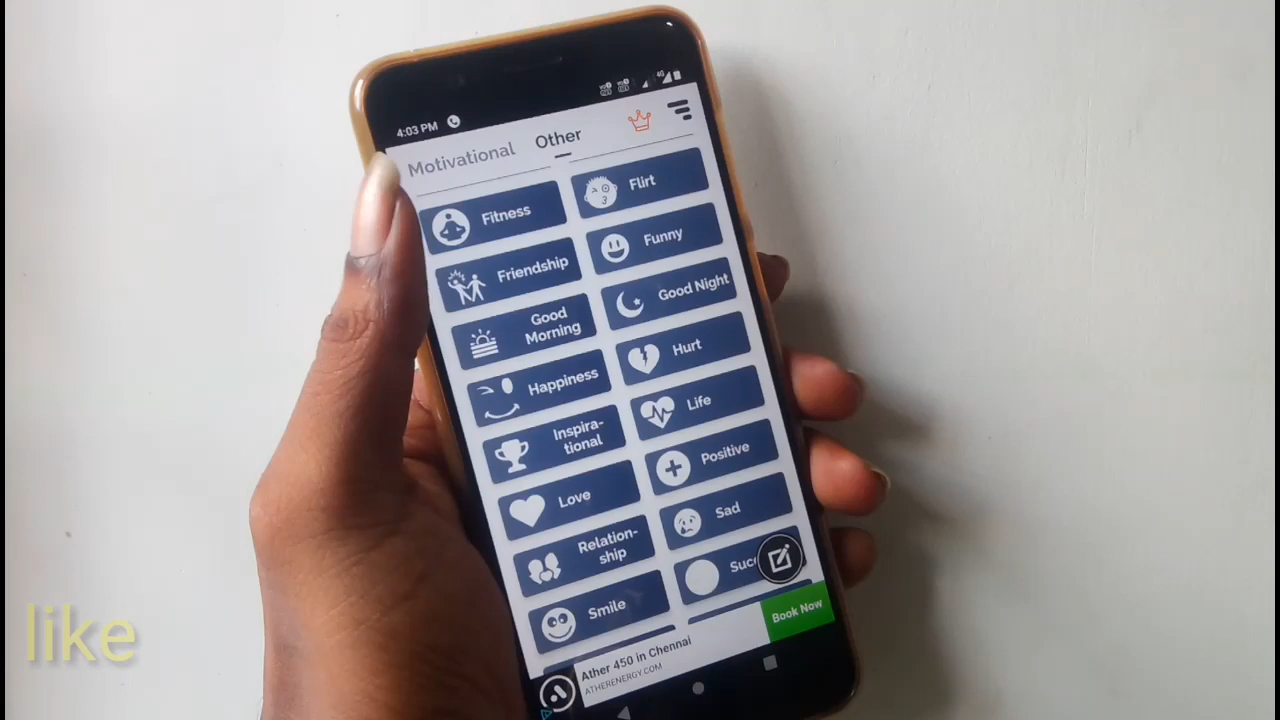 4:03 PM
Motivational Other
Fitness
Flirt
Friendship
Funny
Good
Morning
Good Night
Happiness
Hurt
Inspira-
tional
Life
Love
Positive
Relation-
ship
Sad
Smile
Suc
Ather 450 in Chennai
ATHERENERGY.COM
Book Now
like